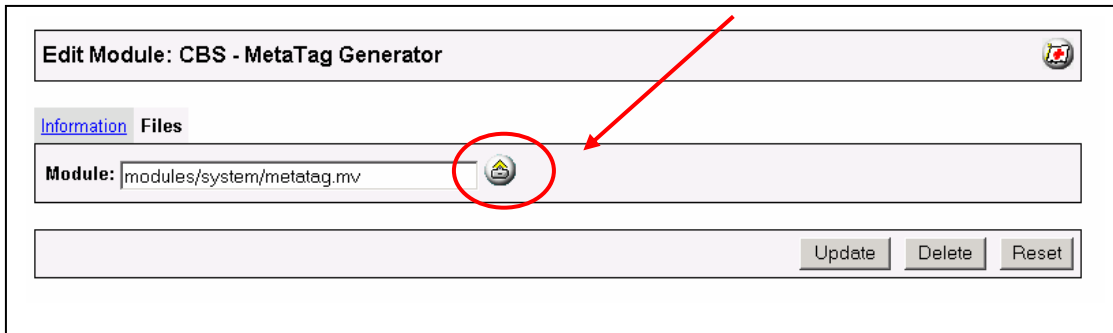 Edit Module: CBS - MetaTag Generator
Information Files
Module: modules/system/metatag.mv
Update Delete Reset